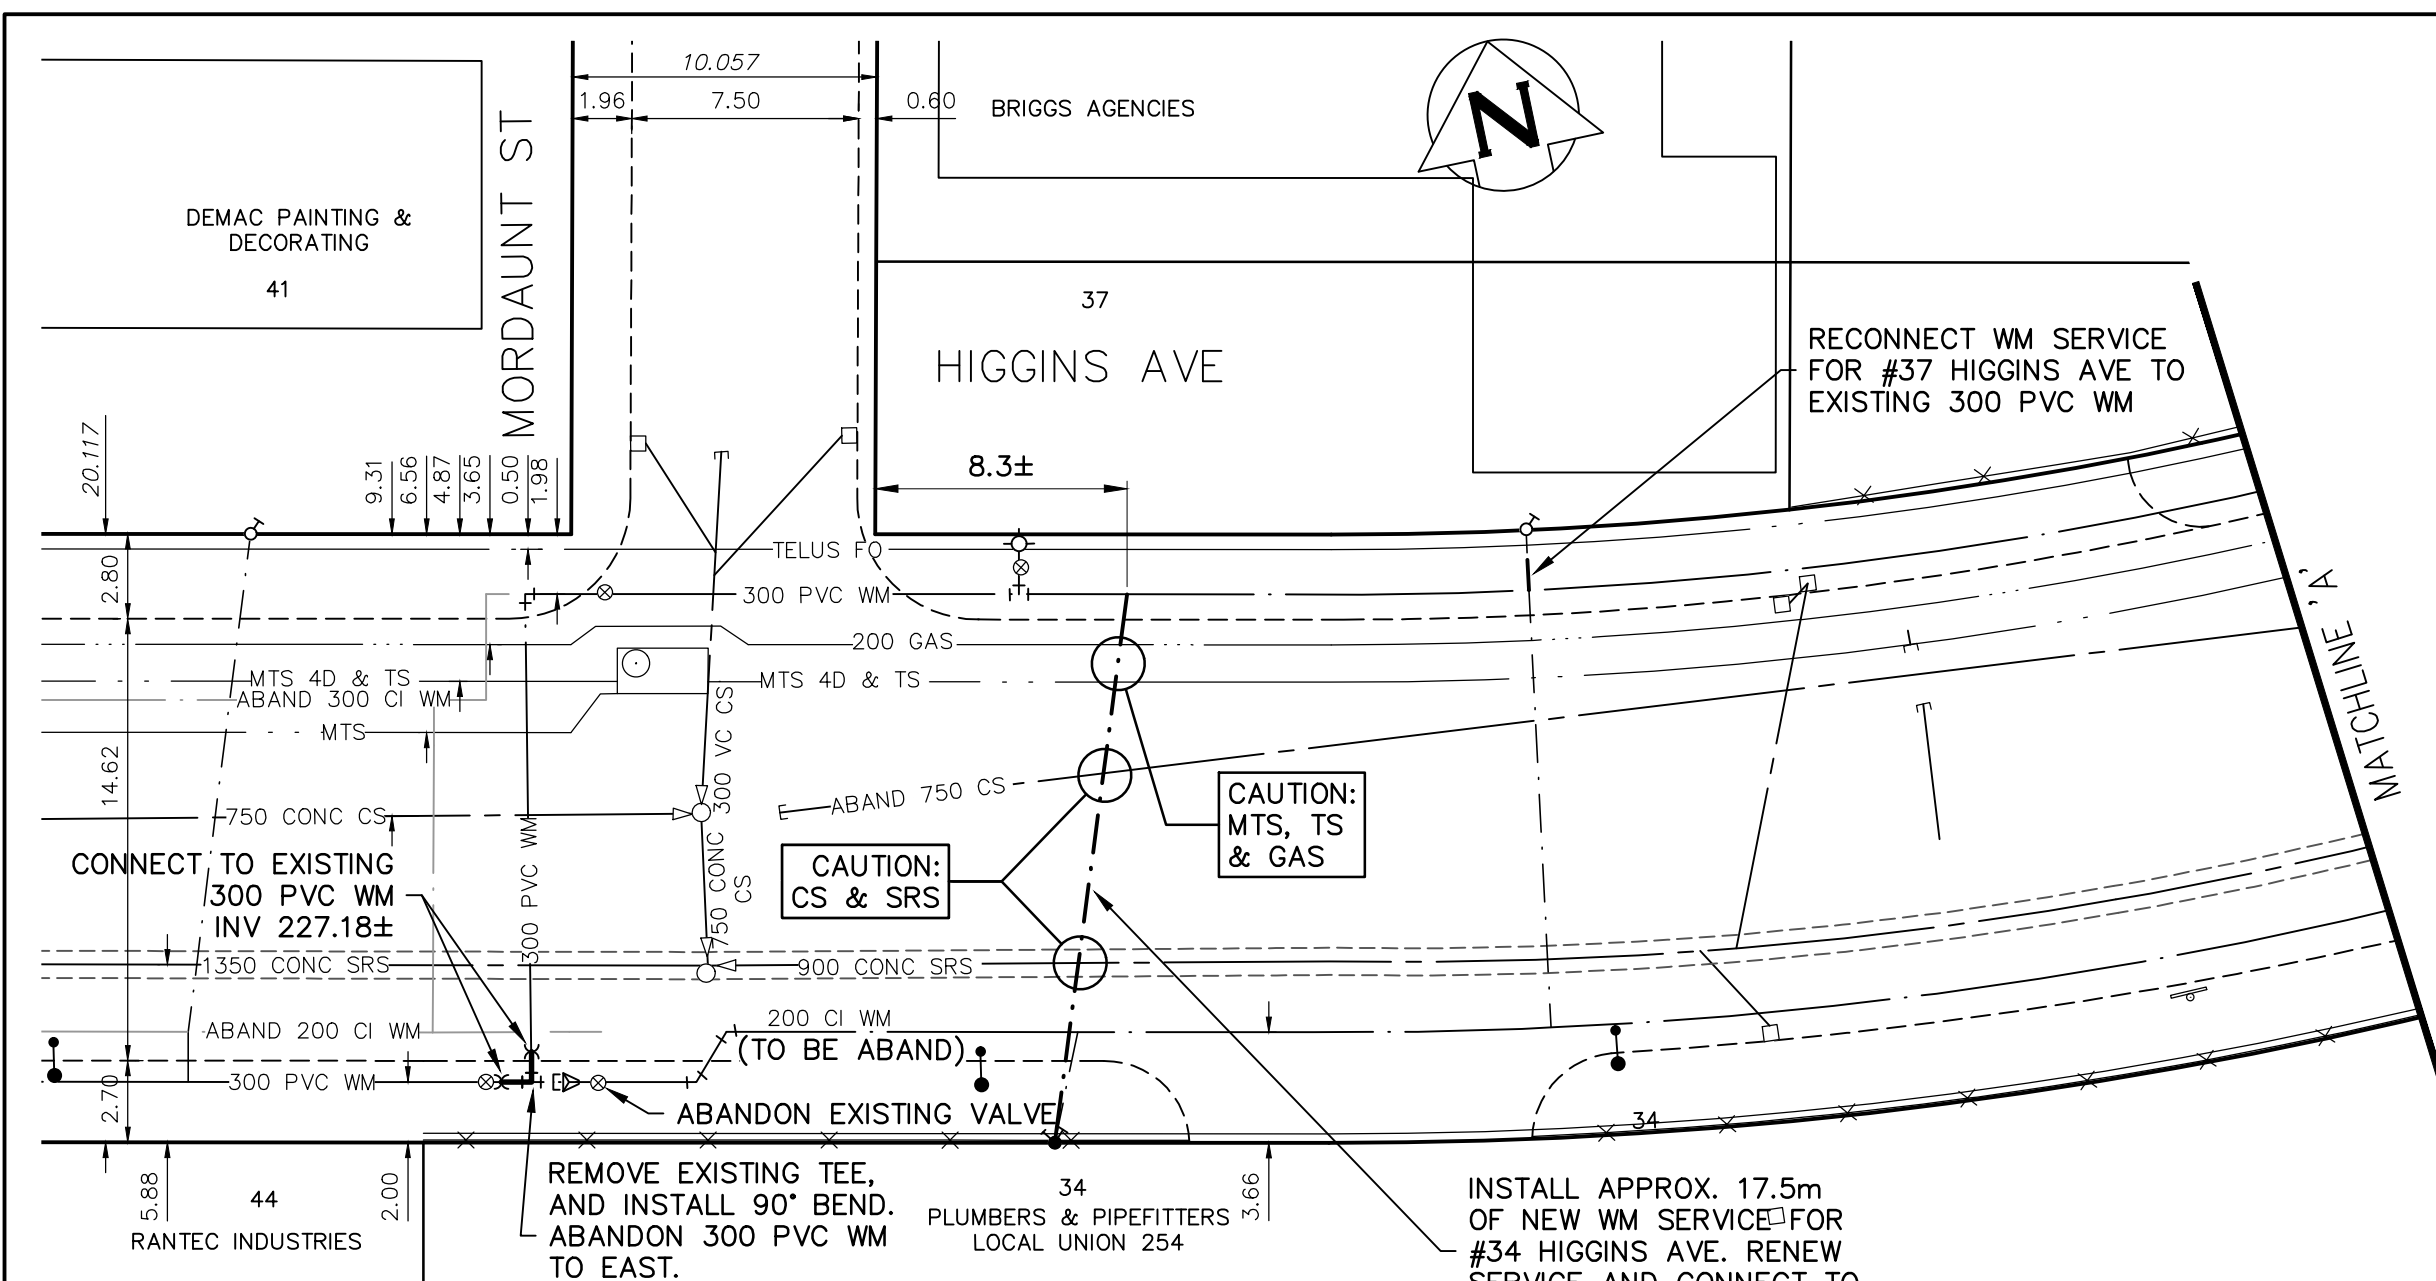 10.057
1.96
7.50
0.60
BRIGGS AGENCIES
N
DEMAC PAINTING &
DECORATING
41
MORDAUNT ST
37
HIGGINS AVE
RECONNECT WM SERVICE
FOR #37 HIGGINS AVE TO
EXISTING 300 PVC WM
20.117
9.31
6.56
4.87
3.65
0.50
1.98
8.3±
2.80
TELUS FO
300 PVC WM
200 GAS
MTS 4D & TS
MTS 4D & TS
ABAND 300 CI WM
MTS
300 VC CS
MATCHLINE 'A'
14.62
ABAND 750 CS
750 CONC CS
300 PVC WM
750 CONC
CS
CAUTION:
MTS, TS
& GAS
CAUTION:
CS & SRS
CONNECT TO EXISTING
300 PVC WM
INV 227.18±
1350 CONC SRS
900 CONC SRS
ABAND 200 CI WM
200 CI WM
(TO BE ABAND)
300 PVC WM
2.70
ABANDON EXISTING VALVE
34
5.88
44
RANTEC INDUSTRIES
2.00
REMOVE EXISTING TEE,
AND INSTALL 90° BEND.
ABANDON 300 PVC WM
TO EAST.
34
PLUMBERS & PIPEFITTERS
LOCAL UNION 254
3.66
INSTALL APPROX. 17.5m
OF NEW WM SERVICE FOR
#34 HIGGINS AVE. RENEW
SERVICE AND CONNECT TO